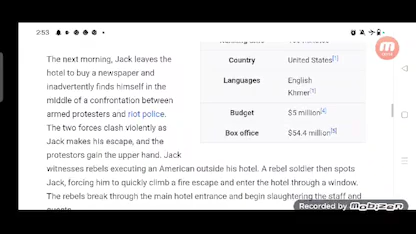 2:53
Country United States[1]
Languages English
Khmer[3]
Budget $5 million[4]
Box office $54.4 million[5]
The next morning, Jack leaves the
hotel to buy a newspaper and
inadvertently finds himself in the
middle of a confrontation between
armed protesters and riot police.
The two forces clash violently as
Jack makes his escape, and the
protestors gain the upper hand. Jack
witnesses rebels executing an American outside his hotel. A rebel soldier then spots
Jack, forcing him to quickly climb a fire escape and enter the hotel through a window.
The rebels break through the main hotel entrance and begin slaughtering the staff and
Recorded by Mobizen